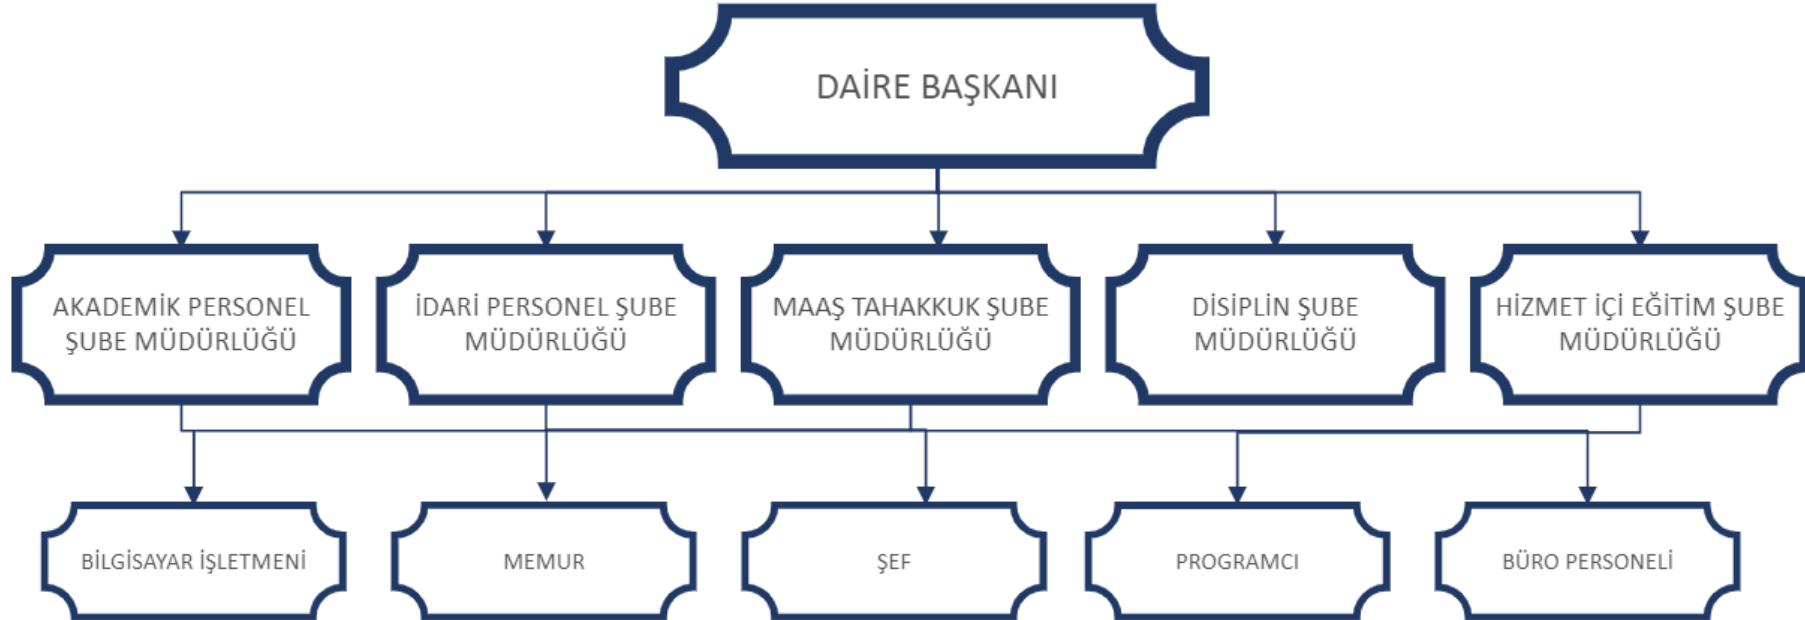 DAİRE BAŞKANI
AKADEMİK PERSONEL
ŞUBE MÜDÜRLÜĞÜ
İDARİ PERSONEL ŞUBE
MÜDÜRLÜĞÜ
MAAŞ TAHAKKUK ŞUBE
MÜDÜRLÜĞÜ
DİSİPLİN ŞUBE
MÜDÜRLÜĞÜ
HİZMET İÇİ EĞİTİM ŞUBE
MÜDÜRLÜĞÜ
BİLGİSAYAR İŞLETMENİ
MEMUR
ŞEF
PROGRAMCI
BÜRO PERSONELİ